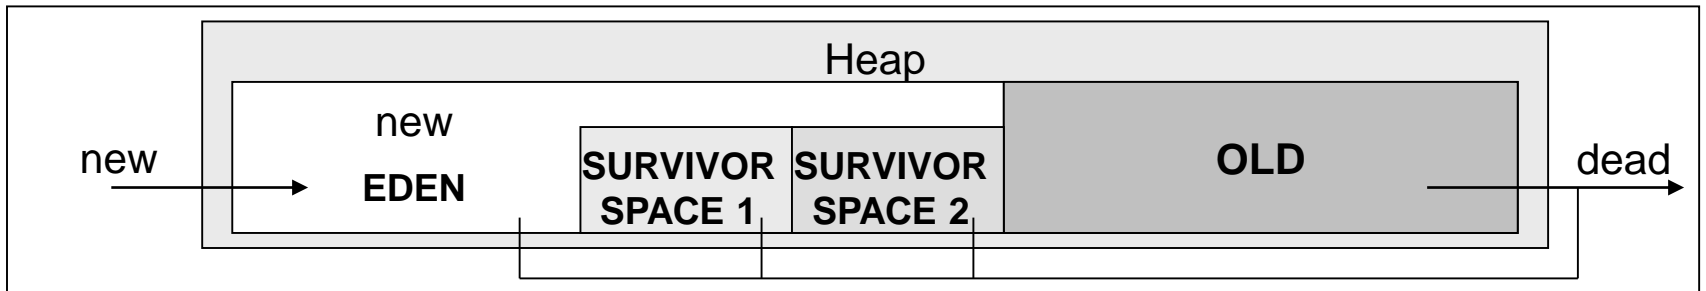 Heap
new
new
EDEN
SURVIVOR
SPACE 1
SURVIVOR
SPACE 2
OLD
dead